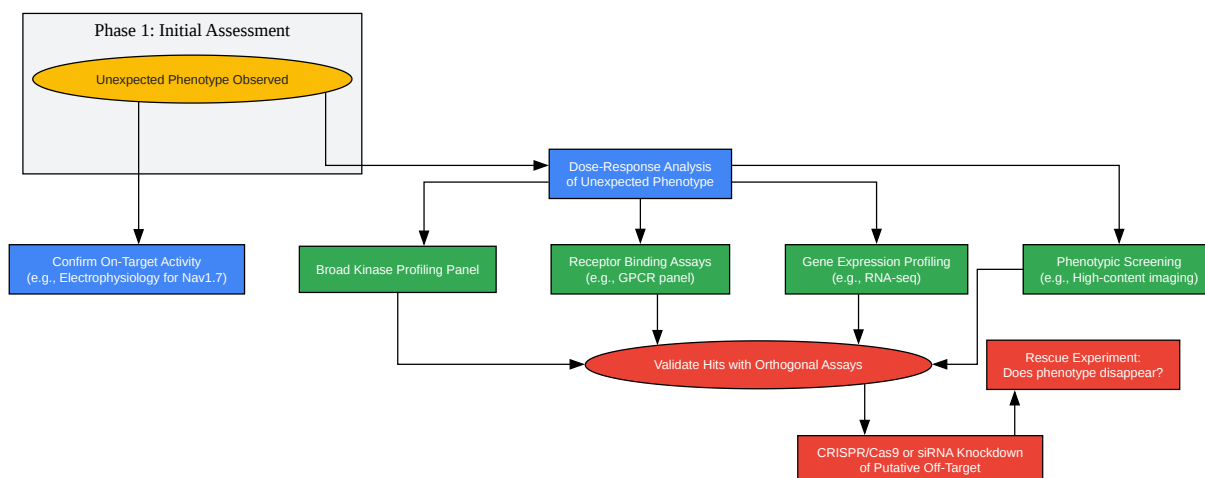 Phase 1: Initial Assessment
Unexpected Phenotype Observed
Dose-Response Analysis
of Unexpected Phenotype
Confirm On-Target Activity
(e.g., Electrophysiology for Nav1.7)
Broad Kinase Profiling Panel
Receptor Binding Assays
(e.g., GPCR panel)
Gene Expression Profiling
(e.g., RNA-seq)
Phenotypic Screening
(e.g., High-content imaging)
Validate Hits with Orthogonal Assays
Rescue Experiment:
Does phenotype disappear?
CRISPR/Cas9 or siRNA Knockdown
of Putative Off-Target